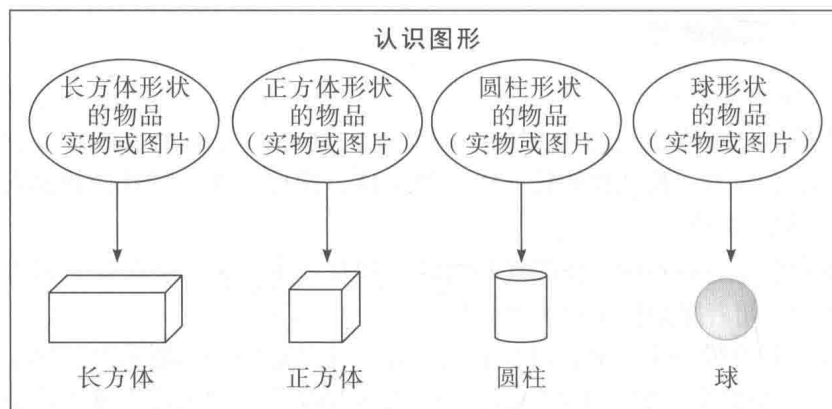 认识图形
长方体形状
的物品
（实物或图片）
正方体形状
的物品
（实物或图片）
圆柱形状
的物品
（实物或图片）
球形状
的物品
（实物或图片）
长方体
正方体
圆柱
球